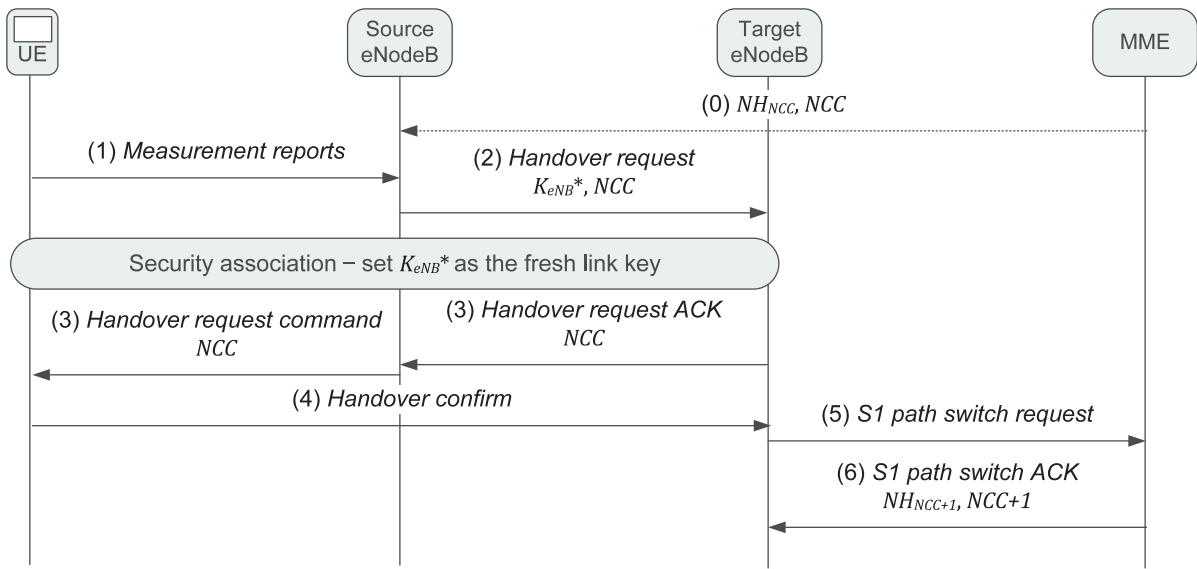 UE
Source
eNodeB
Target
eNodeB
MME
(0) NH_NCC, NCC
(1) Measurement reports
(2) Handover request
K_eNB*, NCC
Security association – set K_eNB* as the fresh link key
(3) Handover request command
NCC
(3) Handover request ACK
NCC
(4) Handover confirm
(5) S1 path switch request
(6) S1 path switch ACK
NH_NCC+1, NCC+1